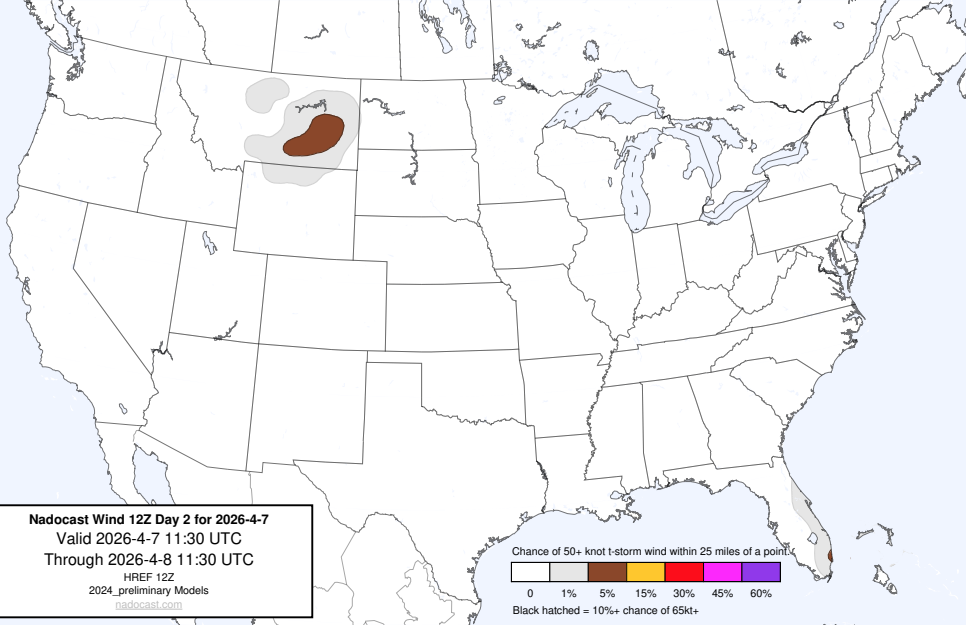 Nadocast Wind 12Z Day 2 for 2026-4-7
Valid 2026-4-7 11:30 UTC
Through 2026-4-8 11:30 UTC
HREF 12Z
2024_preliminary Models
nadocast.com
Chance of 50+ knot t-storm wind within 25 miles of a point.
0 1% 5% 15% 30% 45% 60%
Black hatched = 10%+ chance of 65kt+